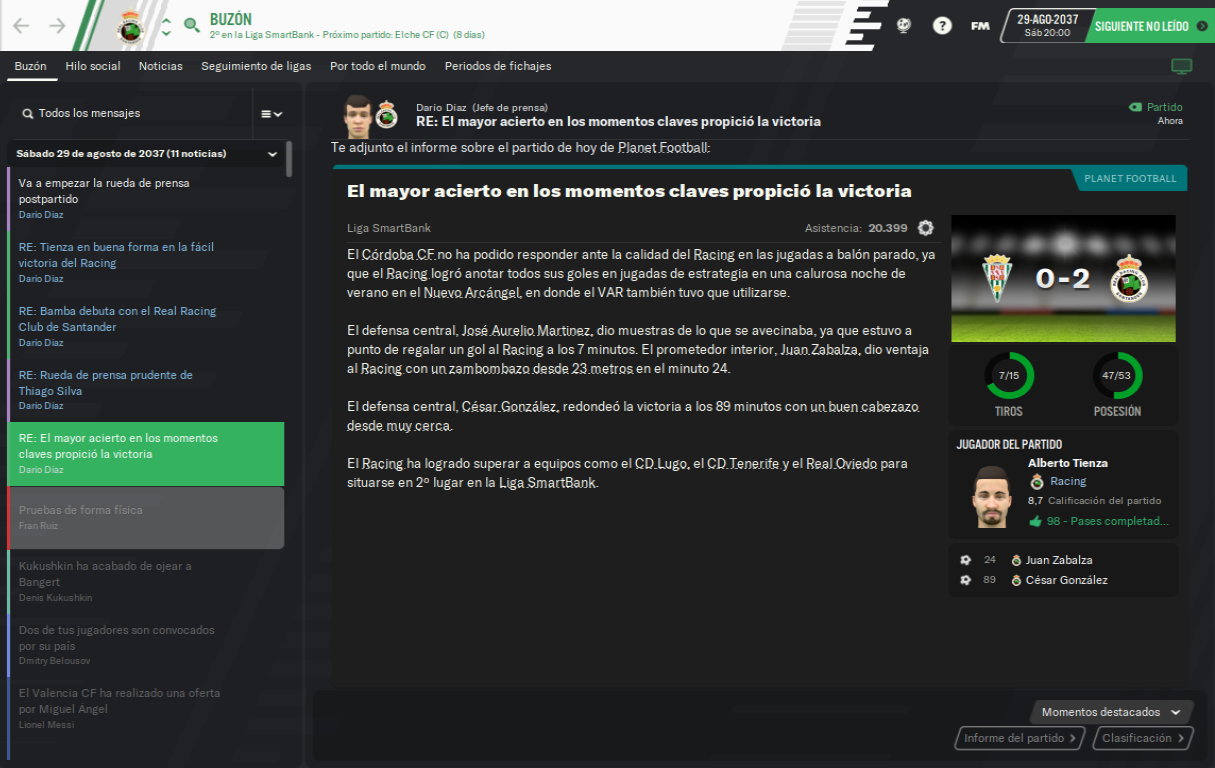 BUZÓN
2º en la Liga SmartBank - Próximo partido: Elche CF (C) (8 días)
?
FM
29-AGO-2037
Sáb 20:00
SIGUIENTE NO LEÍDO
Buzón Hilo social Noticias Seguimiento de ligas Por todo el mundo Periodos de fichajes
Todos los mensajes
Sábado 29 de agosto de 2037 (11 noticias)
Va a empezar la rueda de prensa
postpartido
Darío Díaz
RE: Tienza en buena forma en la fácil
victoria del Racing
Darío Díaz
RE: Bamba debuta con el Real Racing
Club de Santander
Darío Díaz
RE: Rueda de prensa prudente de
Thiago Silva
Darío Díaz
RE: El mayor acierto en los momentos
claves propició la victoria
Darío Díaz
Pruebas de forma física
Fran Ruiz
Kukushkin ha acabado de ojear a
Bangert
Denis Kukushkin
Dos de tus jugadores son convocados
por su país
Dmitry Belousov
El Valencia CF ha realizado una oferta
por Miguel Ángel
Lionel Messi
Darío Díaz (Jefe de prensa)
RE: El mayor acierto en los momentos claves propició la victoria
Partido
Ahora
Te adjunto el informe sobre el partido de hoy de Planet Football:
PLANET FOOTBALL
El mayor acierto en los momentos claves propició la victoria
Liga SmartBank
Asistencia: 20.399
El Córdoba CF no ha podido responder ante la calidad del Racing en las jugadas a balón parado, ya
que el Racing logró anotar todos sus goles en jugadas de estrategia en una calurosa noche de
verano en el Nuevo Arcángel, en donde el VAR también tuvo que utilizarse.
El defensa central, José Aurelio Martínez, dio muestras de lo que se avecinaba, ya que estuvo a
punto de regalar un gol al Racing a los 7 minutos. El prometedor interior, Juan Zabalza, dio ventaja
al Racing con un zambombazo desde 23 metros en el minuto 24.
El defensa central, César González, redondeó la victoria a los 89 minutos con un buen cabezazo
desde muy cerca.
El Racing ha logrado superar a equipos como el CD Lugo, el CD Tenerife y el Real Oviedo para
situarse en 2º lugar en la Liga SmartBank.
0-2
7/15
TIROS
47/53
POSESIÓN
JUGADOR DEL PARTIDO
Alberto Tienza
Racing
8,7 Calificación del partido
98 - Pases completad...
24 Juan Zabalza
89 César González
Momentos destacados
Informe del partido
Clasificación